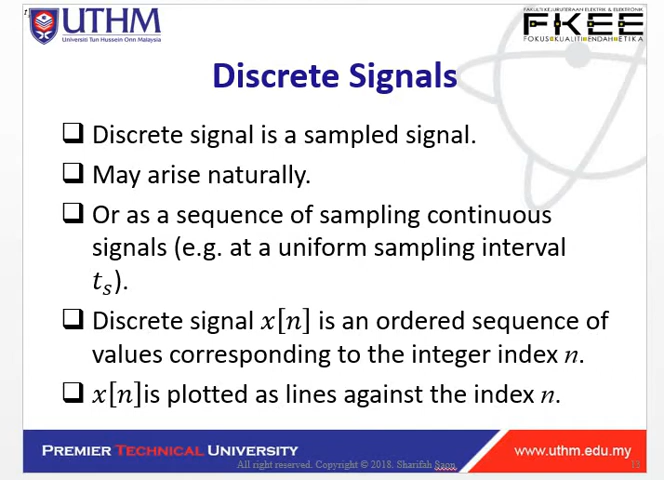 UTHM
Universiti Tun Hussein Onn Malaysia
FAKULTI KEJURUTERAAN ELEKTRIK & ELEKTRONIK
FKEE
FOKUS KUALITI ENDAH ETIKA
Discrete Signals
Discrete signal is a sampled signal.
May arise naturally.
Or as a sequence of sampling continuous
signals (e.g. at a uniform sampling interval
tₛ).
Discrete signal x[n] is an ordered sequence of
values corresponding to the integer index n.
x[n]is plotted as lines against the index n.
PREMIER TECHNICAL UNIVERSITY
www.uthm.edu.my
All right reserved. Copyright © 2018. Sharifah Saon